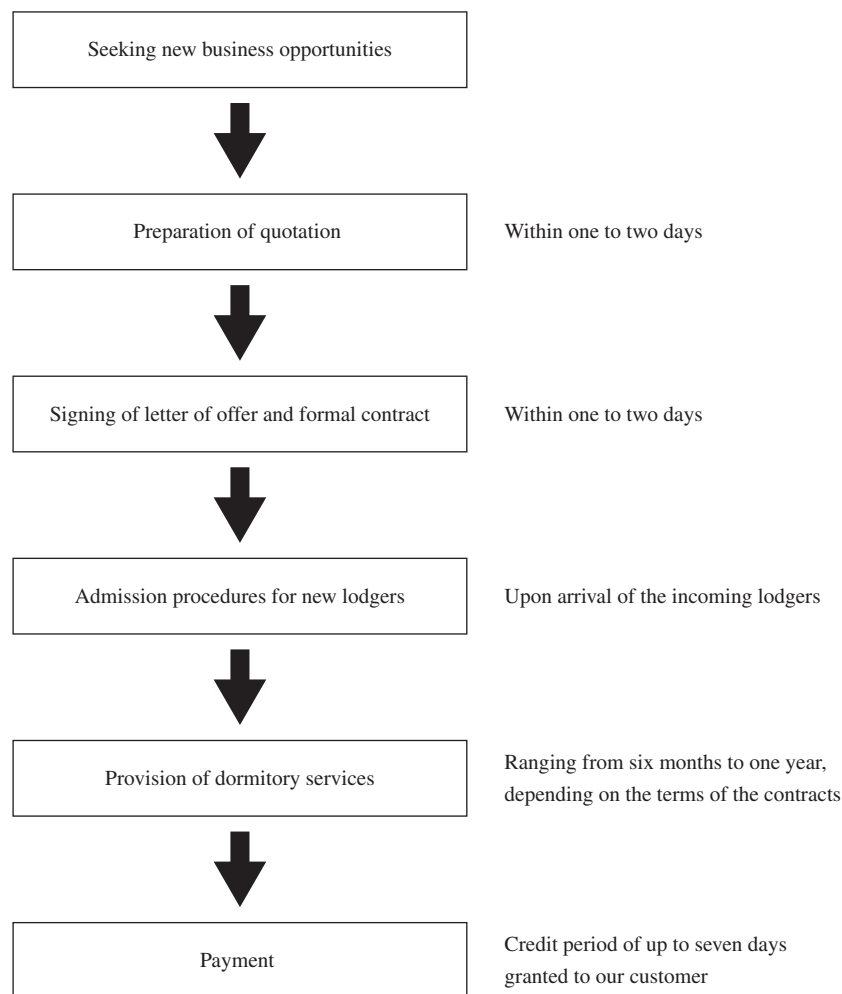 Seeking new business opportunities
Preparation of quotation
Within one to two days
Signing of letter of offer and formal contract
Within one to two days
Admission procedures for new lodgers
Upon arrival of the incoming lodgers
Provision of dormitory services
Ranging from six months to one year,
depending on the terms of the contracts
Payment
Credit period of up to seven days
granted to our customer